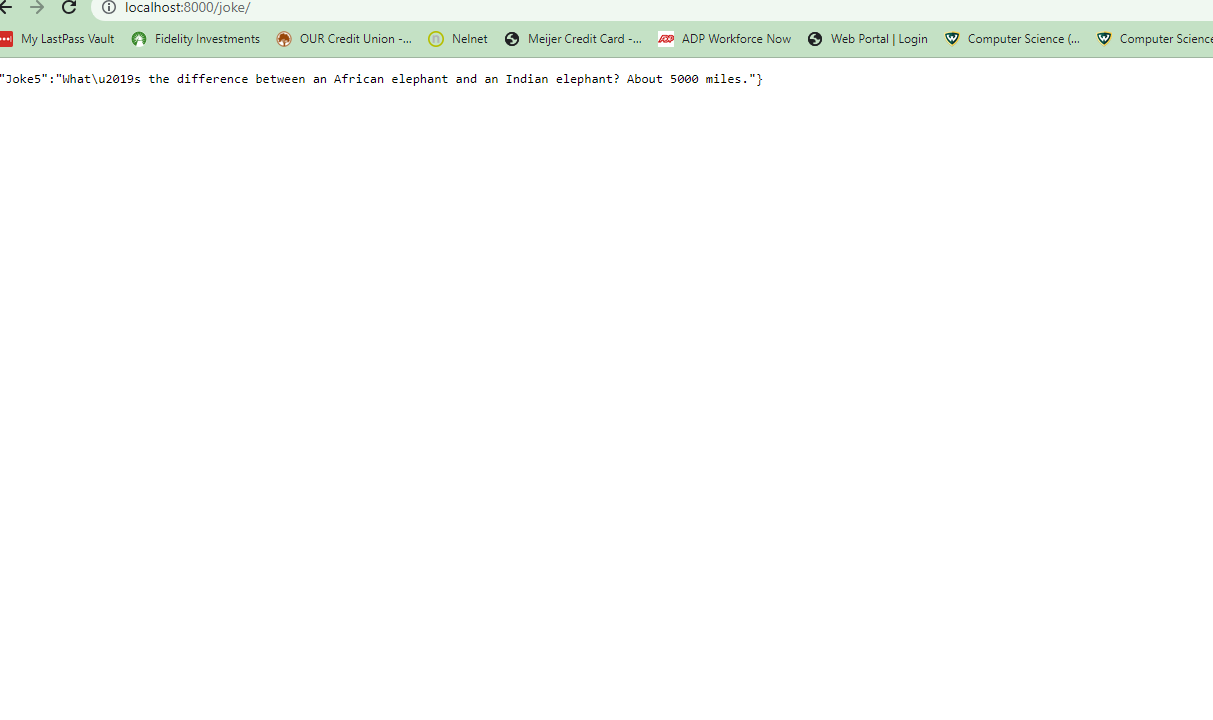 localhost:8000/joke/
My LastPass Vault Fidelity Investments OUR Credit Union -... Nelnet Meijer Credit Card -... ADP Workforce Now Web Portal | Login Computer Science (... Computer Science
"Joke5":"What\u2019s the difference between an African elephant and an Indian elephant? About 5000 miles."}